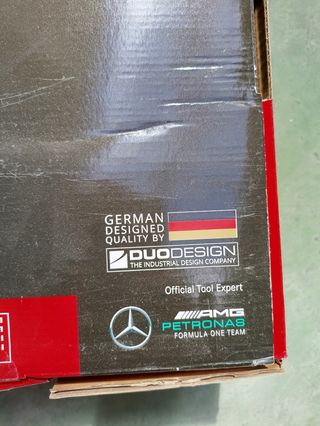 GERMAN
DESIGNED
QUALITY BY
DUODESIGN
THE INDUSTRIAL DESIGN COMPANY
Official Tool Expert
AMG
PETRONAS
FORMULA ONE TEAM